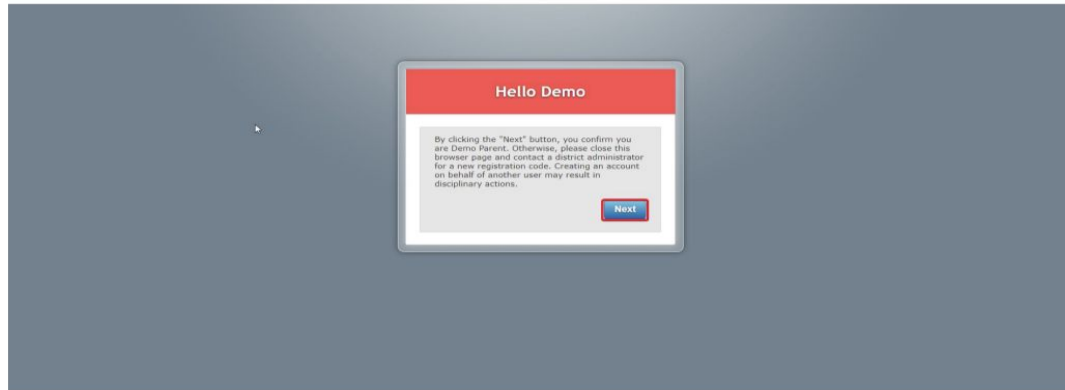 Hello Demo
By clicking the "Next" button, you confirm you
are Demo Parent. Otherwise, please close this
browser page and contact a district administrator
for a new registration code. Creating an account
on behalf of another user may result in
disciplinary actions.
Next